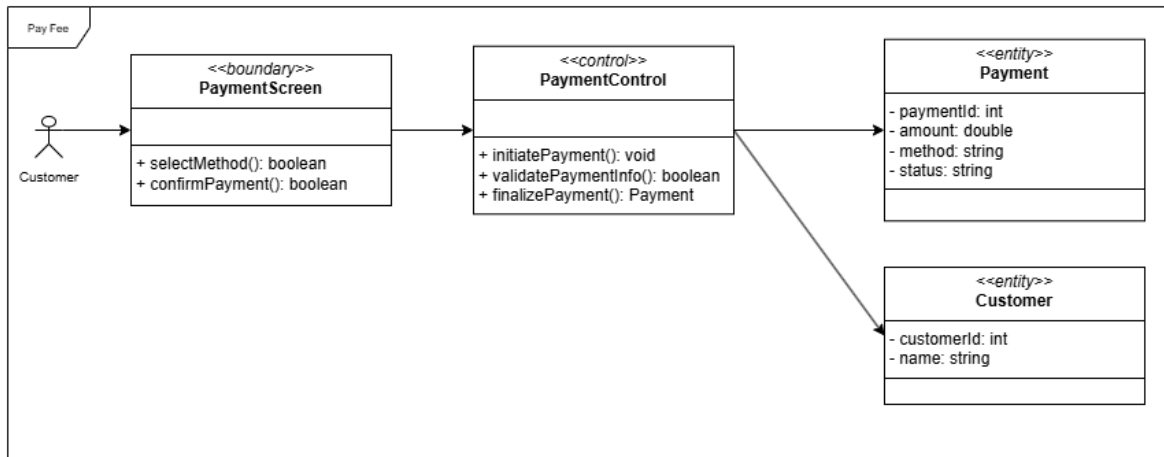 Pay Fee
Customer
<<boundary>>
PaymentScreen
+ selectMethod(): boolean
+ confirmPayment(): boolean
<<control>>
PaymentControl
+ initiatePayment(): void
+ validatePaymentInfo(): boolean
+ finalizePayment(): Payment
<<entity>>
Payment
- paymentId: int
- amount: double
- method: string
- status: string
<<entity>>
Customer
- customerId: int
- name: string